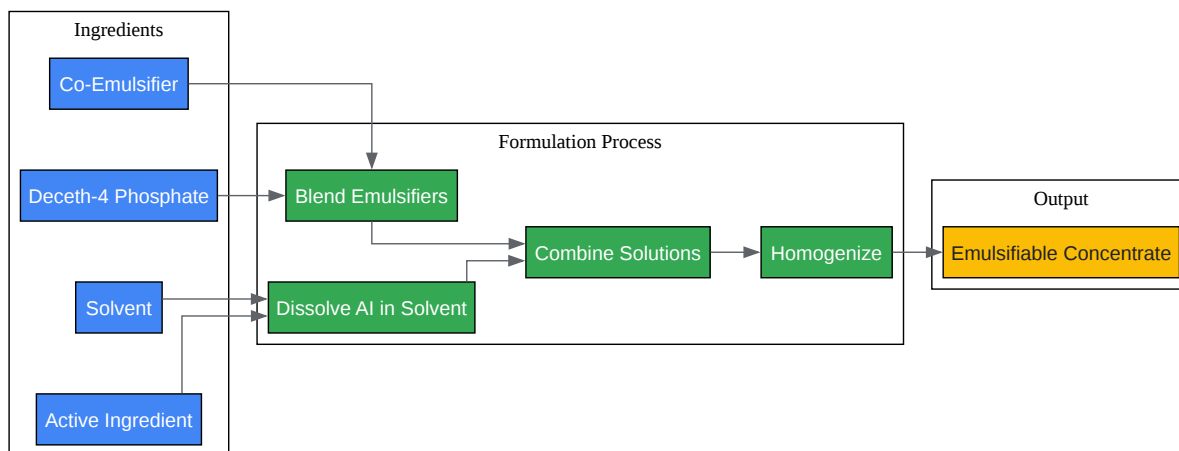 Ingredients
Co-Emulsifier
Deceth-4 Phosphate
Solvent
Active Ingredient
Formulation Process
Blend Emulsifiers
Dissolve AI in Solvent
Combine Solutions
Homogenize
Output
Emulsifiable Concentrate